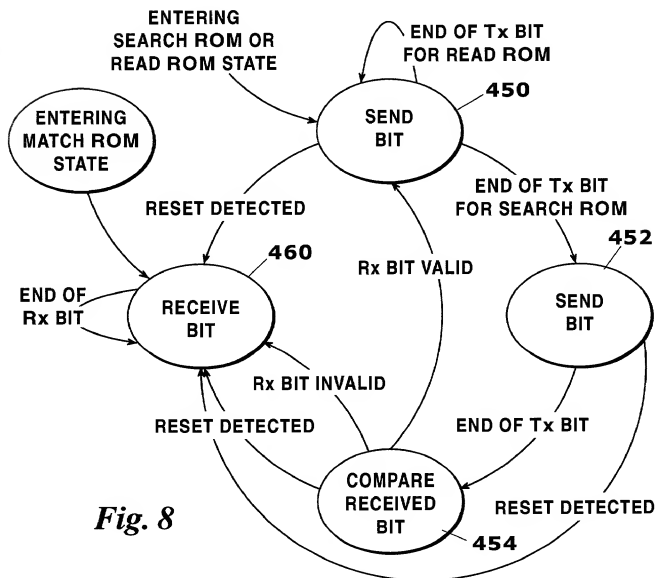 ENTERING
SEARCH ROM OR
READ ROM STATE
END OF Tx BIT
FOR READ ROM
450
SEND
BIT
ENTERING
MATCH ROM
STATE
END OF Tx BIT
FOR SEARCH ROM
RESET DETECTED
452
460
Rx BIT VALID
SEND
BIT
END OF
Rx BIT
RECEIVE
BIT
Rx BIT INVALID
RESET DETECTED
END OF Tx BIT
COMPARE
RECEIVED
BIT
RESET DETECTED
454
Fig. 8